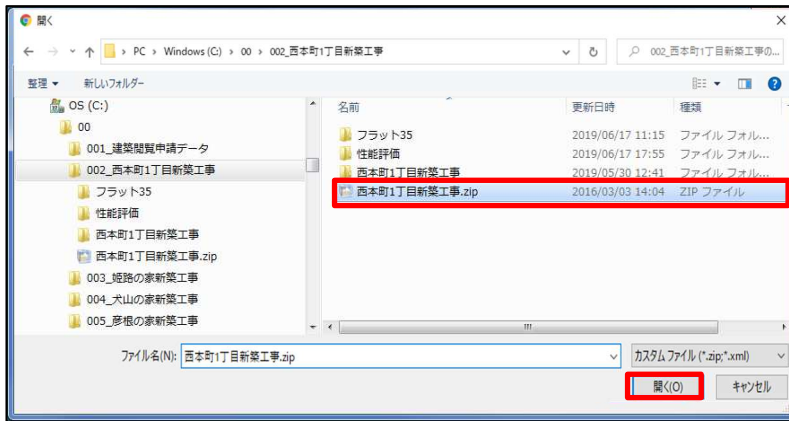 開く
PC › Windows (C:) › 00 › 002_西本町1丁目新築工事
002_西本町1丁目新築工事の...
整理 新しいフォルダー
OS (C:)
00
001_建築閲覧申請データ
002_西本町1丁目新築工事
フラット35
性能評価
西本町1丁目新築工事
西本町1丁目新築工事.zip
003_姫路の家新築工事
004_犬山の家新築工事
005_彦根の家新築工事
名前 更新日時 種類
フラット35 2019/06/17 11:15 ファイル フォル...
性能評価 2019/06/17 17:55 ファイル フォル...
西本町1丁目新築工事 2019/05/30 12:41 ファイル フォル...
西本町1丁目新築工事.zip 2016/03/03 14:04 ZIP ファイル
ファイル名(N): 西本町1丁目新築工事.zip カスタム ファイル (*.zip;*.xml)
開く(O) キャンセル